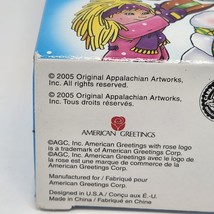 © 2005 Original Appalachian Artworks,
Inc. All rights reserved.
© 2005 Original Appalachian Artworks,
Inc. Tous droits réservés.
AMERICAN GREETINGS
©AGC, Inc. American Greetings with rose logo
is a trademark of American Greetings Corp.
©AGC, Inc. American Greetings avec le logo de
la rose est une marque de commerce de la
American Greetings Corp.
Manufactured for / Fabriqué pour
American Greetings Corp.
Designed in U.S.A./ Conçu aux É.-U.
Made in China/